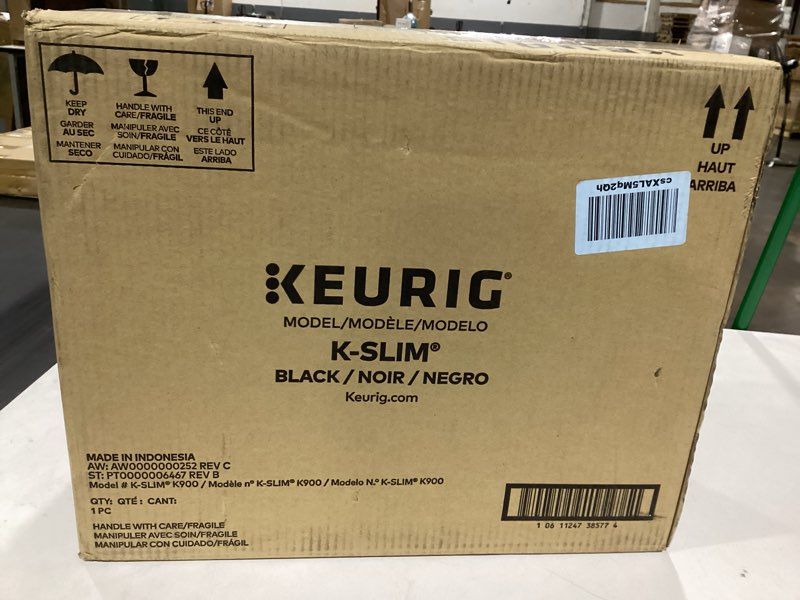 KEEP
DRY
GARDER
AU SEC
MANTENER
SECO
HANDLE WITH
CARE/FRAGILE
MANIPULER AVEC
SOIN/FRAGILE
MANIPULAR CON
CUIDADO/FRÁGIL
THIS END
UP
CE CÔTÉ
VERS LE HAUT
ESTE LADO
ARRIBA
UP
HAUT
ARRIBA
csXAL5Mq2Qh
KEURIG®
MODEL/MODÈLE/MODELO
K-SLIM®
BLACK / NOIR / NEGRO
Keurig.com
MADE IN INDONESIA
AW: AW0000000252 REV C
ST: PT0000006467 REV B
Model # K-SLIM® K900 / Modèle nº K-SLIM® K900 / Modelo N.º K-SLIM® K900
QTY: QTÉ : CANT:
1 PC
HANDLE WITH CARE/FRAGILE
MANIPULER AVEC SOIN/FRAGILE
MANIPULAR CON CUIDADO/FRÁGIL
1 06 11247 38577 4